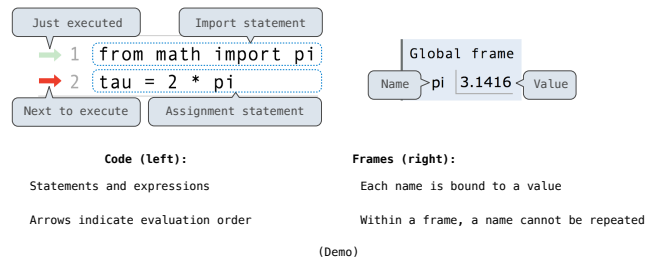 Just executed
Import statement
1 from math import pi
2 tau = 2 * pi
Next to execute
Assignment statement
Global frame
Name
pi 3.1416
Value
Code (left):
Statements and expressions
Arrows indicate evaluation order
Frames (right):
Each name is bound to a value
Within a frame, a name cannot be repeated
(Demo)